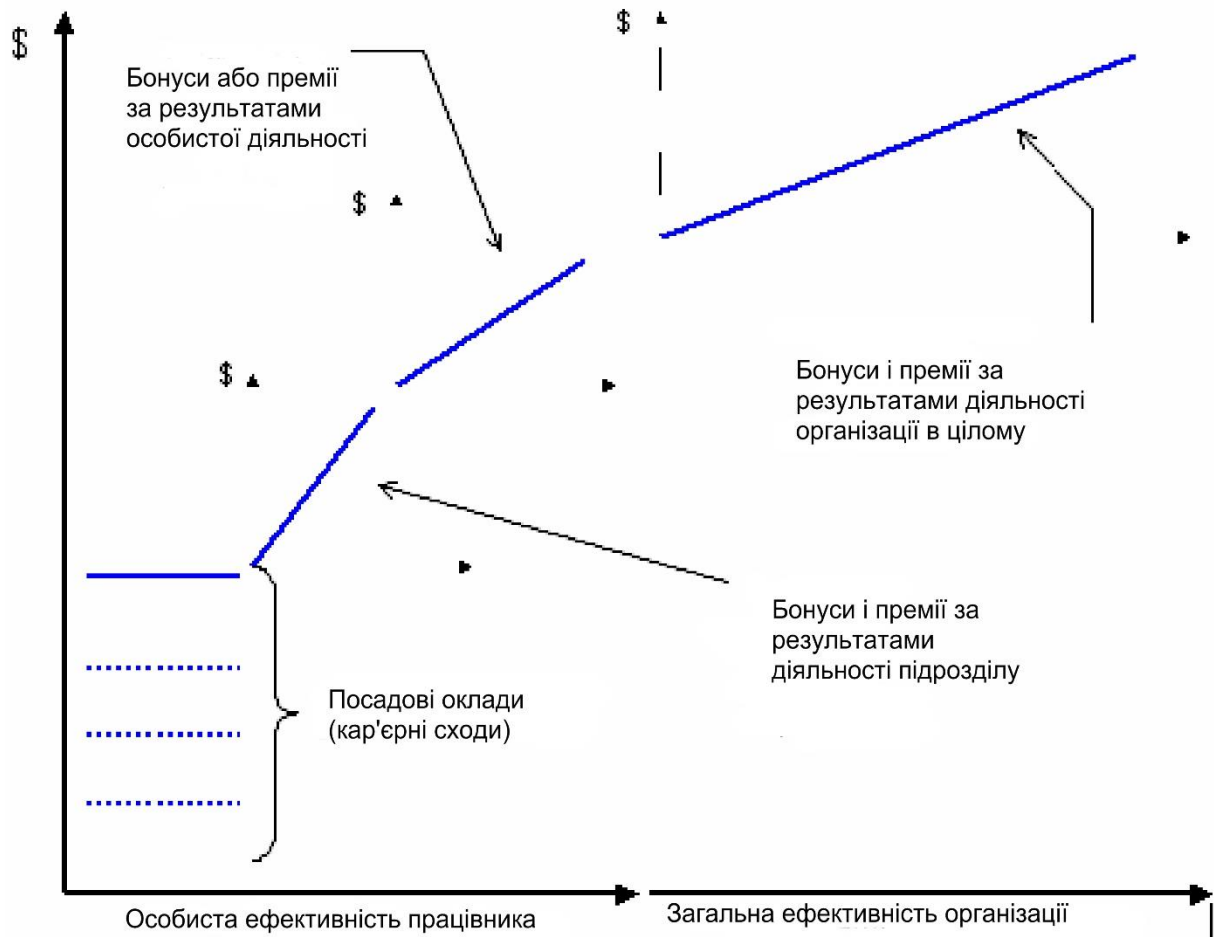 $
$
Бонуси або премії
за результатами
особистої діяльності
$
$
Бонуси і премії за
результатами діяльності
організації в цілому
Бонуси і премії за
результатами
діяльності підрозділу
Посадові оклади
(кар'єрні сходи)
Особиста ефективність працівника
Загальна ефективність організації